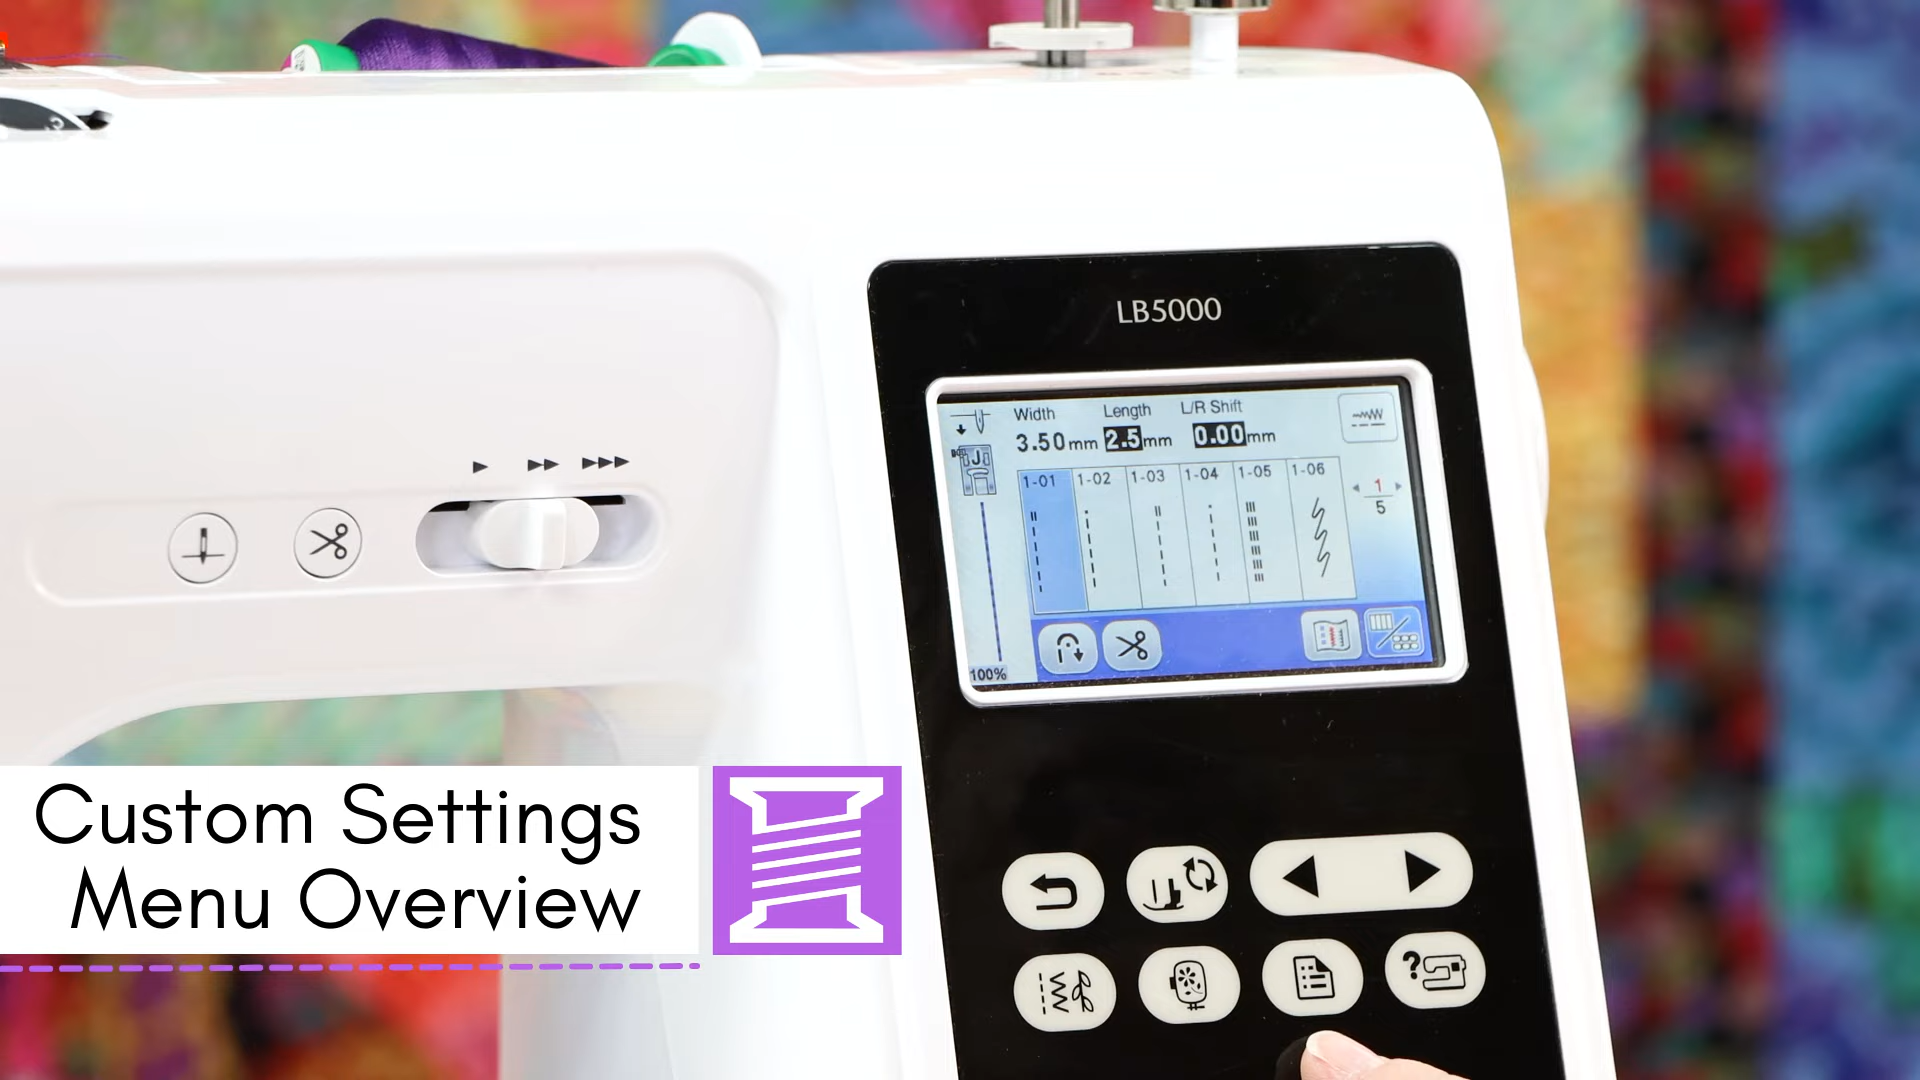 LB5000
Width Length L/R Shift
3.50mm 2.5mm 0.00mm
J
1-01 1-02 1-03 1-04 1-05 1-06
1
5
100%
?
Custom Settings
Menu Overview